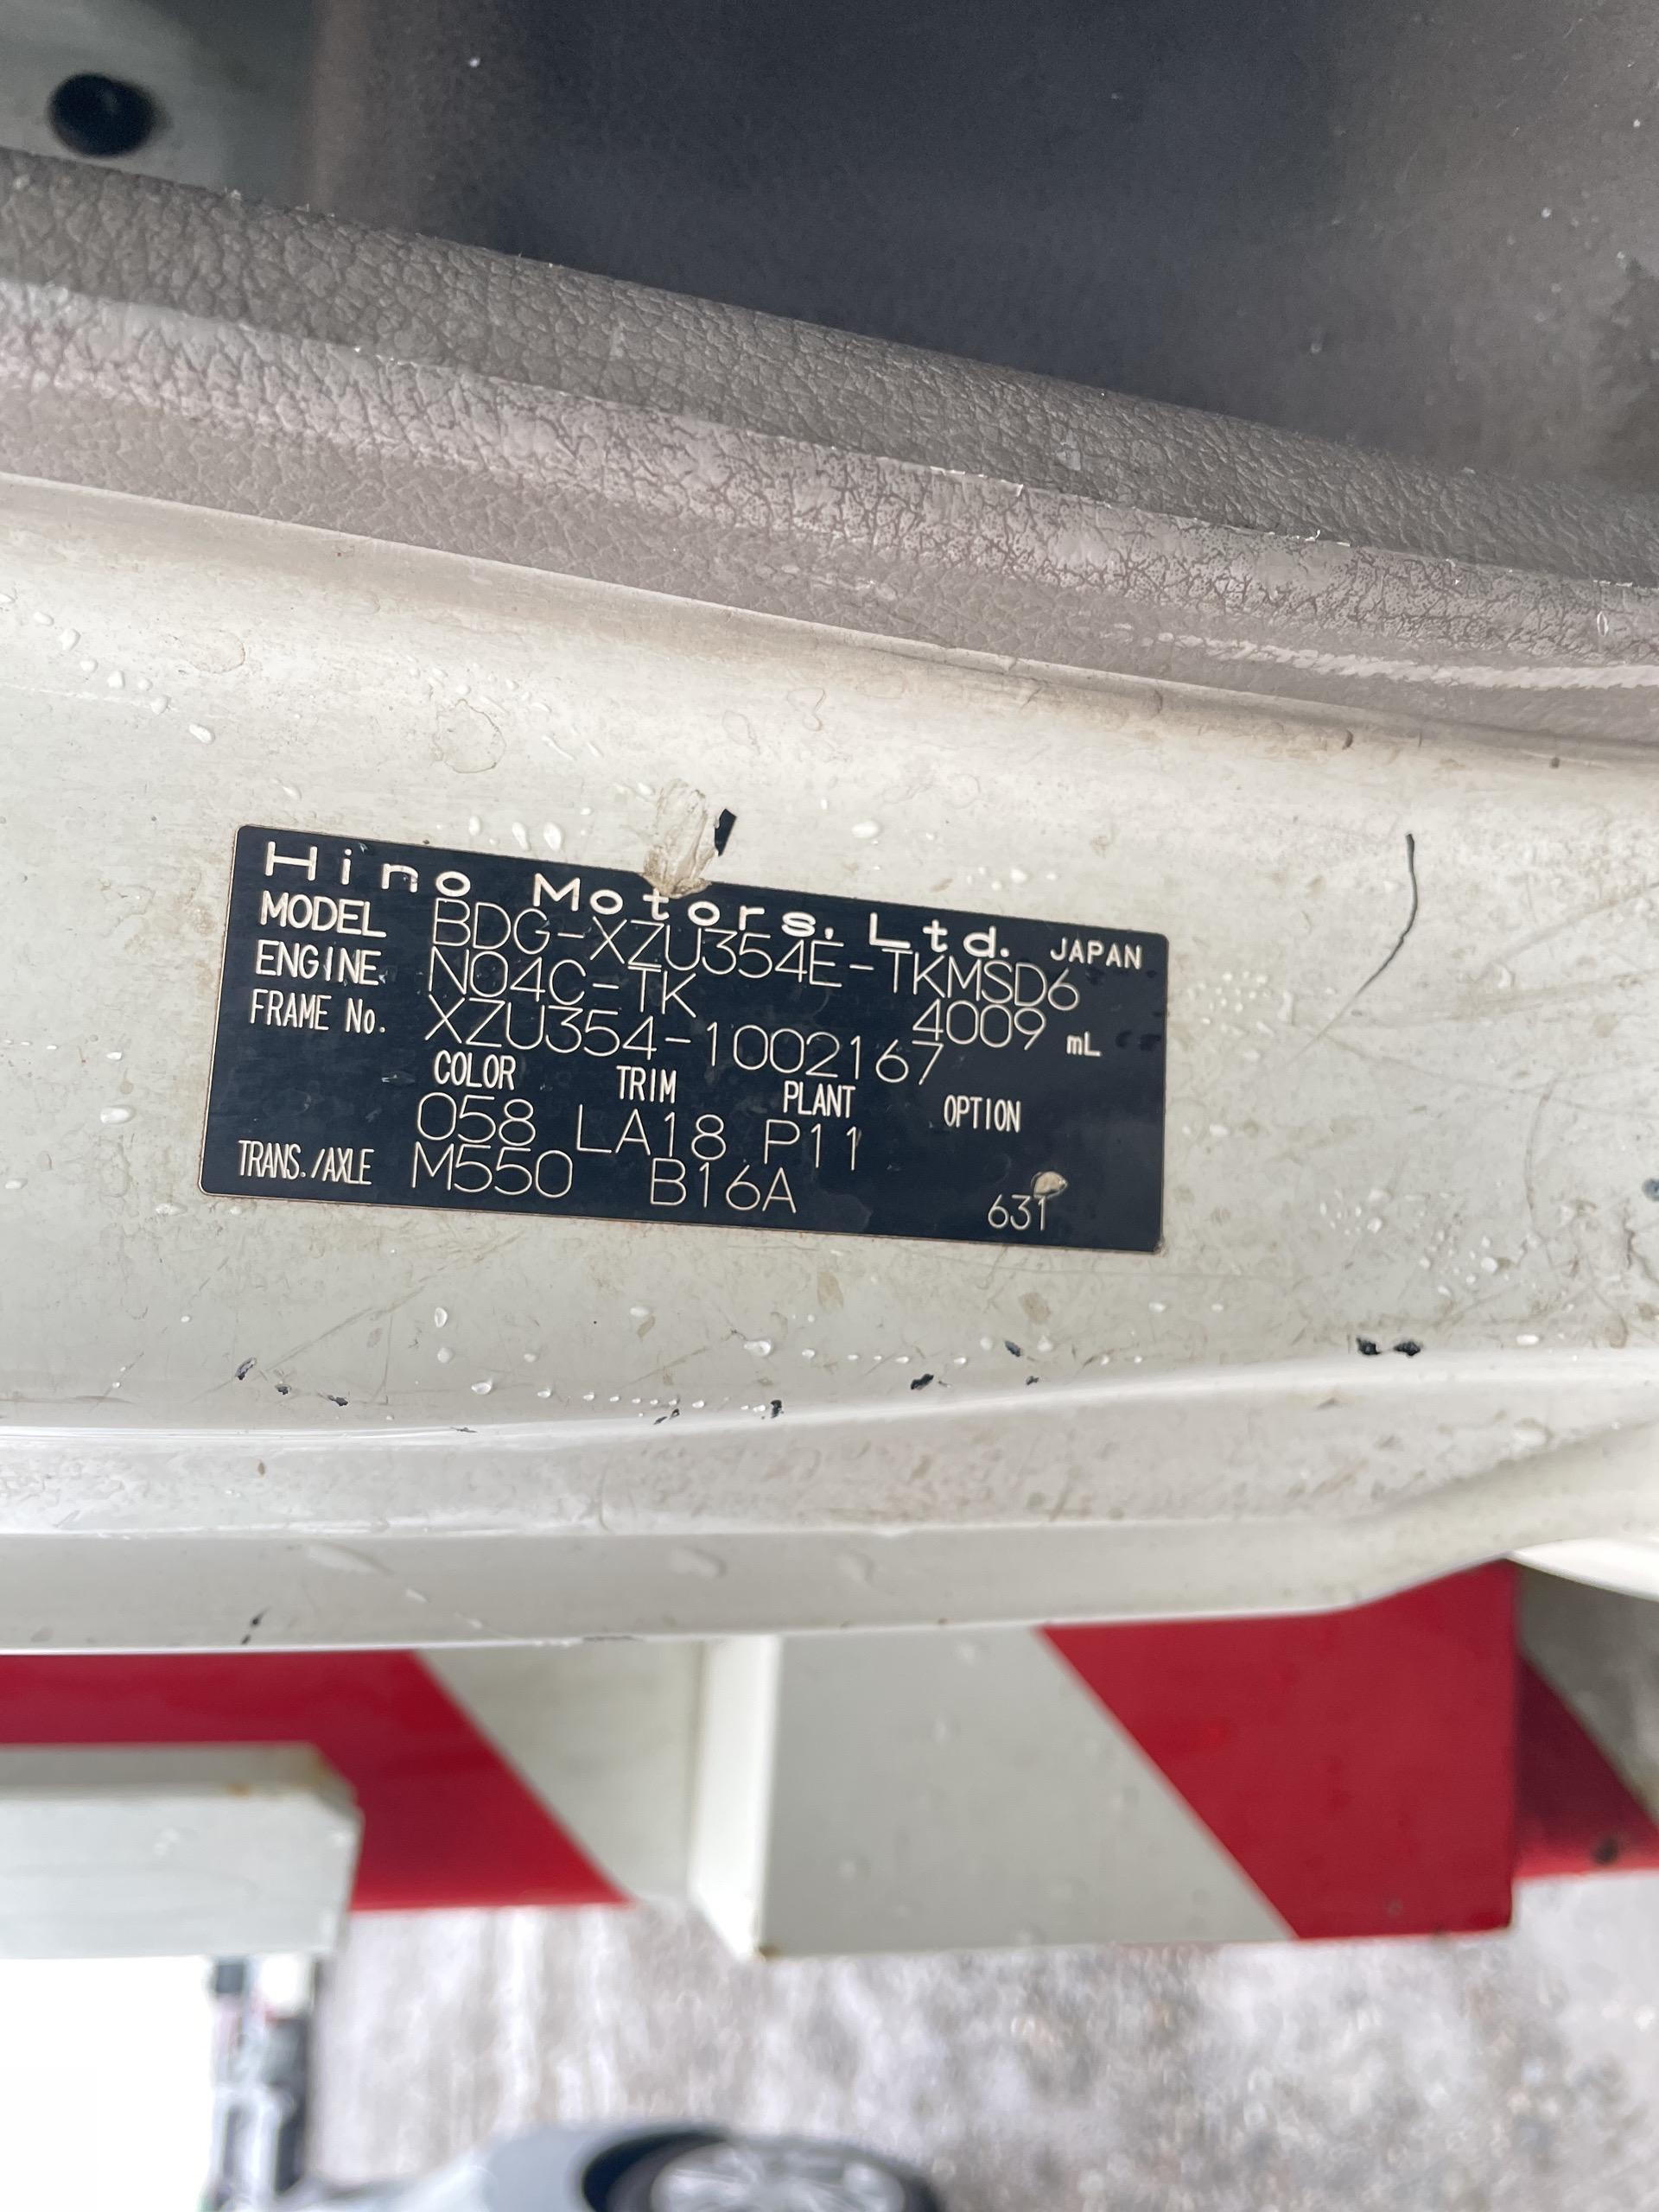 Hino Motors, Ltd. JAPAN
MODEL BDG-XZU354E-TKMSD6
ENGINE N04C-TK 4009 mL
FRAME No. XZU354-1002167
COLOR TRIM PLANT OPTION
058 LA18 P11
TRANS./AXLE M550 B16A 631